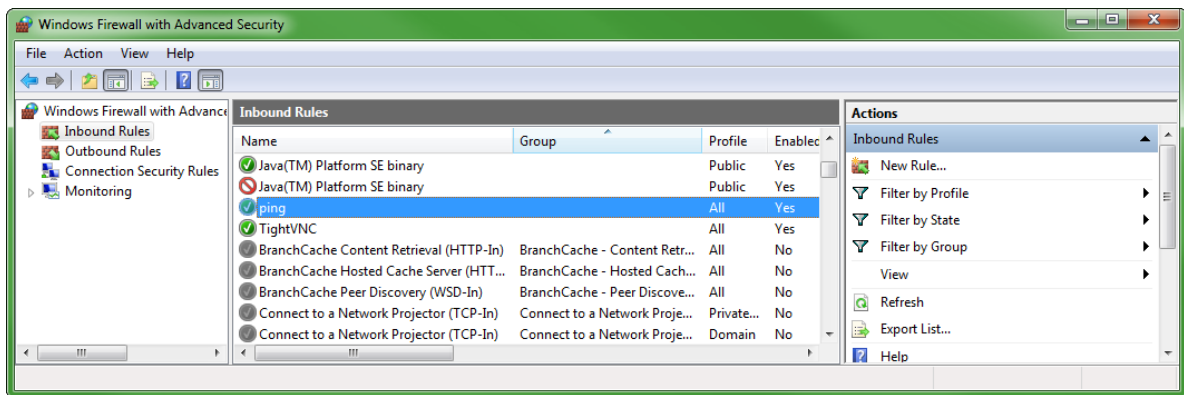 Windows Firewall with Advanced Security
File Action View Help
Windows Firewall with Advance
Inbound Rules
Outbound Rules
Connection Security Rules
Monitoring
Inbound Rules
Name Group Profile Enabled
Java(TM) Platform SE binary Public Yes
Java(TM) Platform SE binary Public Yes
ping All Yes
TightVNC All Yes
BranchCache Content Retrieval (HTTP-In) BranchCache - Content Retr... All No
BranchCache Hosted Cache Server (HTT... BranchCache - Hosted Cach... All No
BranchCache Peer Discovery (WSD-In) BranchCache - Peer Discove... All No
Connect to a Network Projector (TCP-In) Connect to a Network Proje... Private... No
Connect to a Network Projector (TCP-In) Connect to a Network Proje... Domain No
Actions
Inbound Rules
New Rule...
Filter by Profile
Filter by State
Filter by Group
View
Refresh
Export List...
Help